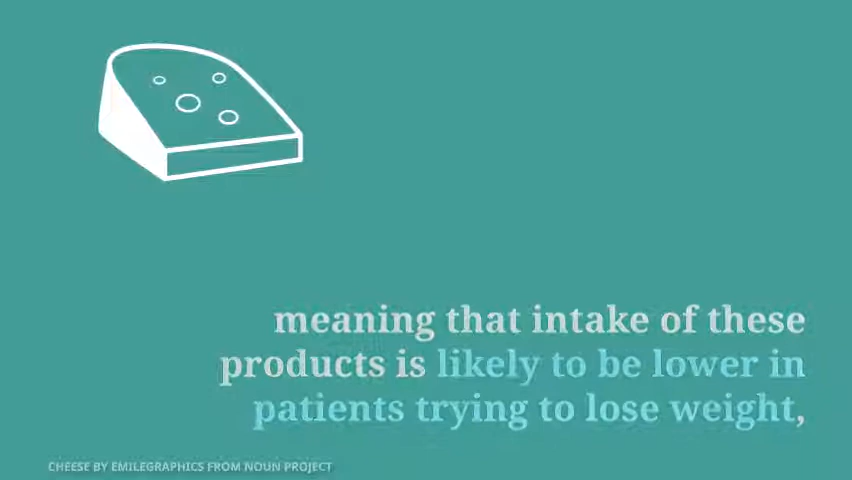 meaning that intake of these
products is likely to be lower in
patients trying to lose weight,
CHEESE BY EMILEGRAPHICS FROM NOUN PROJECT